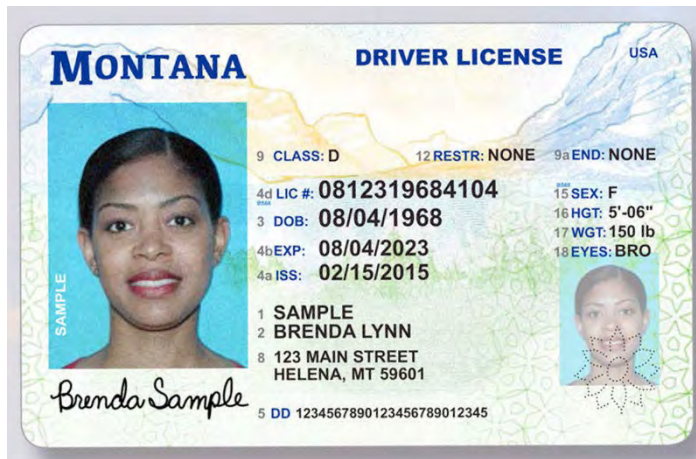 MONTANA
DRIVER LICENSE
USA
9 CLASS: D
12 RESTR: NONE
9a END: NONE
4d LIC #: 0812319684104
15 SEX: F
3 DOB: 08/04/1968
16 HGT: 5'-06"
17 WGT: 150 lb
4b EXP: 08/04/2023
18 EYES: BRO
4a ISS: 02/15/2015
SAMPLE
1 SAMPLE
2 BRENDA LYNN
8 123 MAIN STREET
HELENA, MT 59601
Brenda Sample
5 DD 1234567890123456789012345